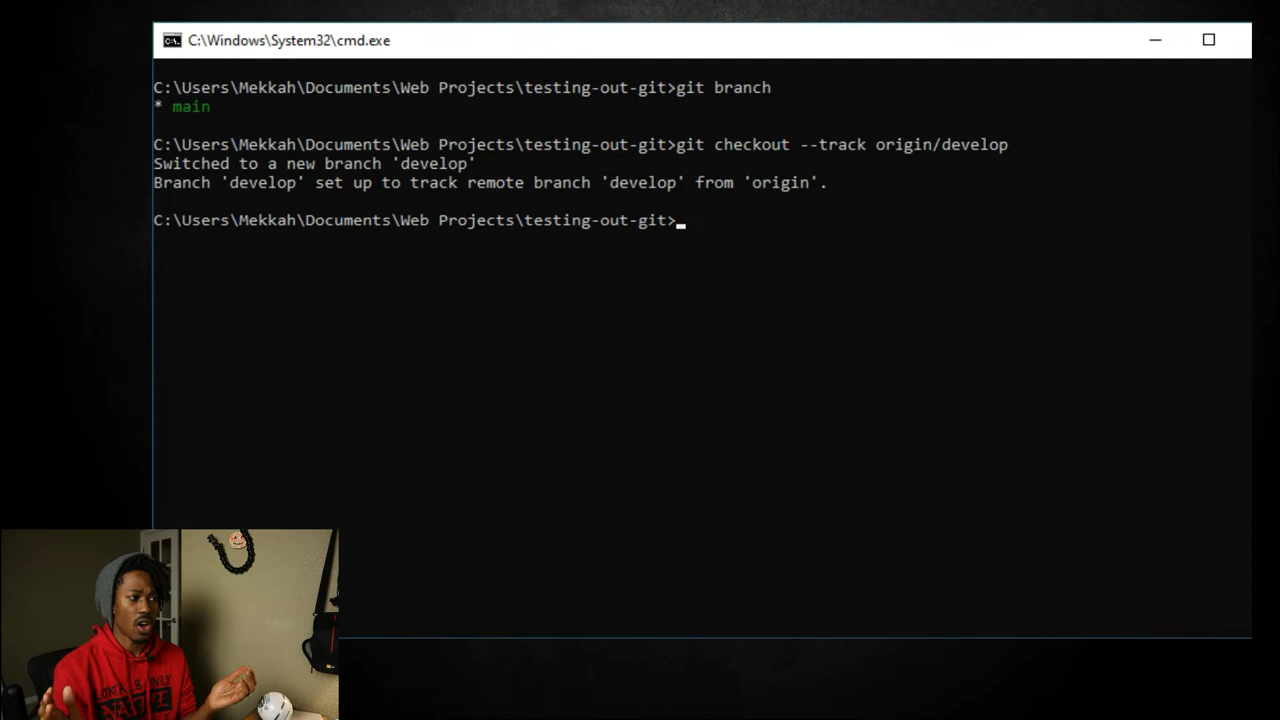 C:\Windows\System32\cmd.exe
C:\Users\Mekkah\Documents\Web Projects\testing-out-git>git branch
* main
C:\Users\Mekkah\Documents\Web Projects\testing-out-git>git checkout --track origin/develop
Switched to a new branch 'develop'
Branch 'develop' set up to track remote branch 'develop' from 'origin'.
C:\Users\Mekkah\Documents\Web Projects\testing-out-git>